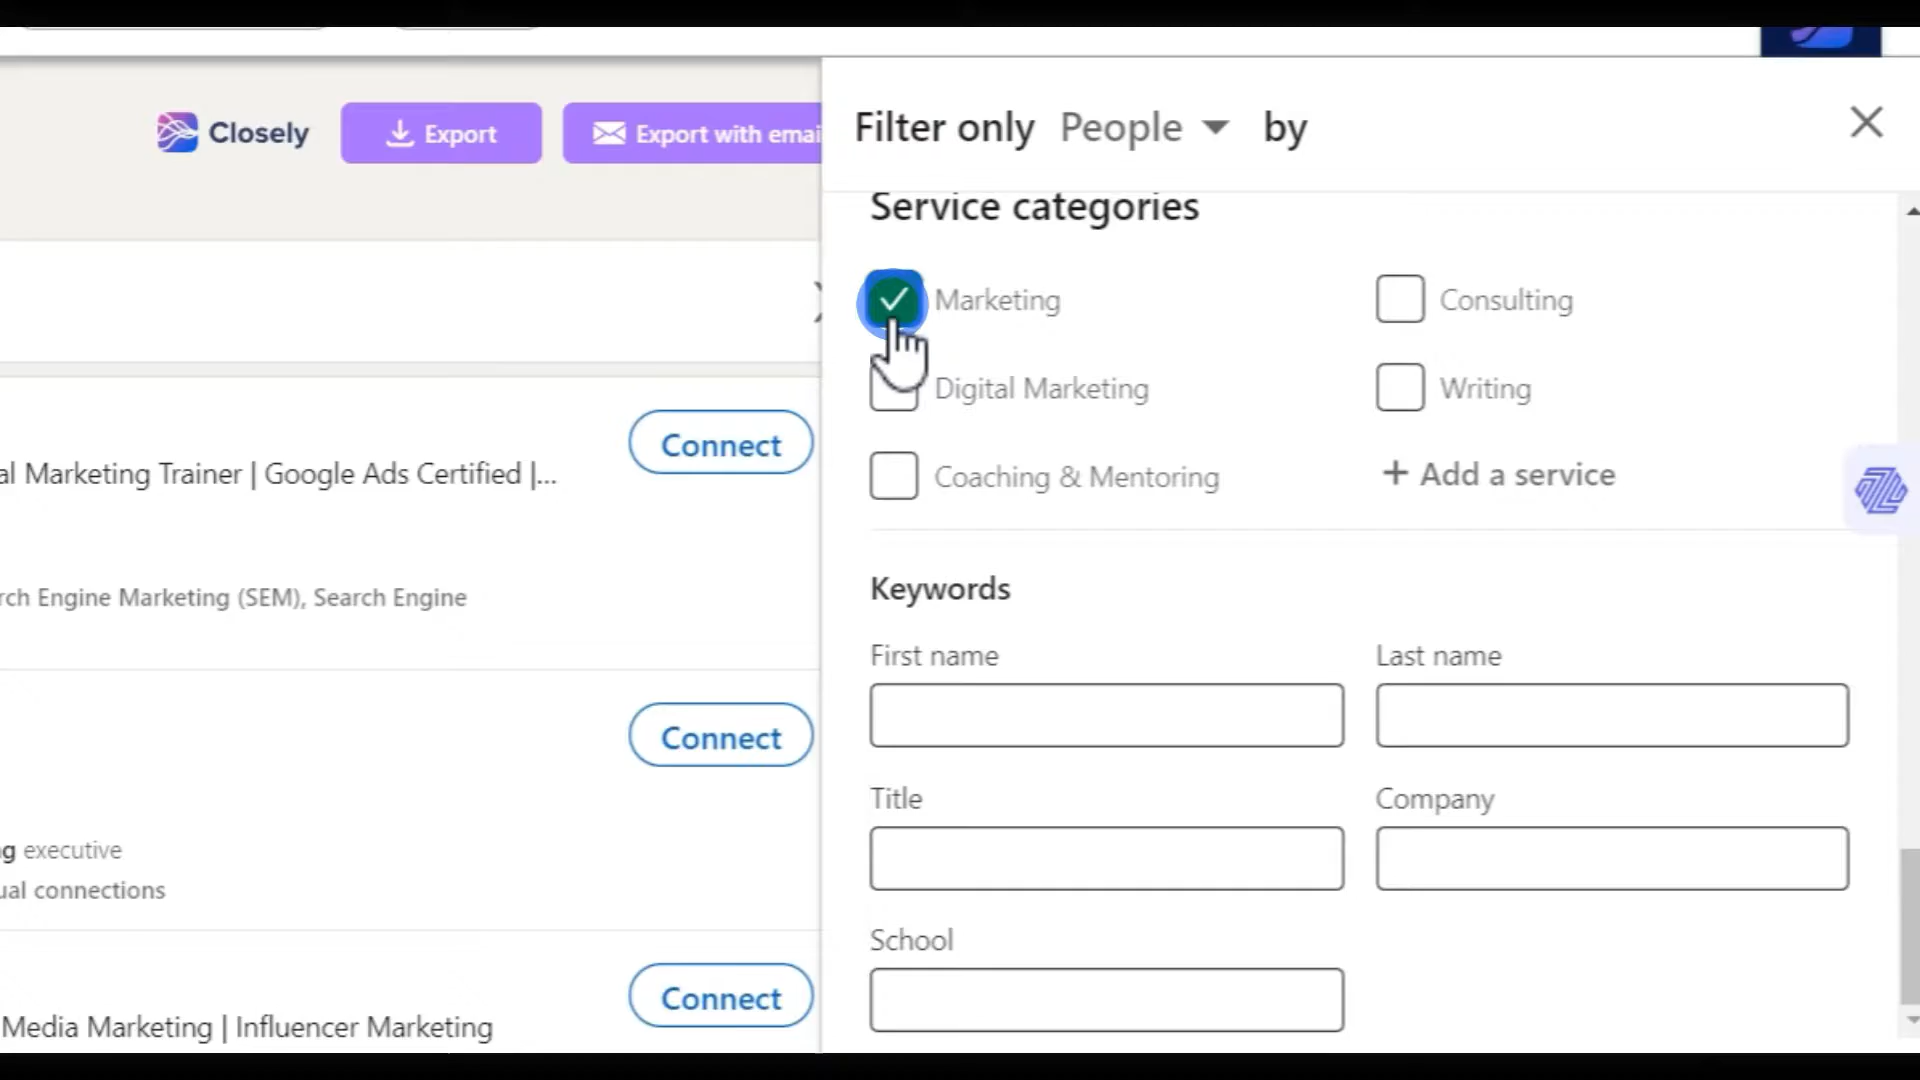 Closely
Export
Export with emai
Filter only People by
Service categories
Marketing
Consulting
Digital Marketing
Writing
Coaching & Mentoring
+ Add a service
Keywords
First name
Last name
Title
Company
School
Connect
al Marketing Trainer | Google Ads Certified |...
rch Engine Marketing (SEM), Search Engine
Connect
g executive
ual connections
Connect
Media Marketing | Influencer Marketing